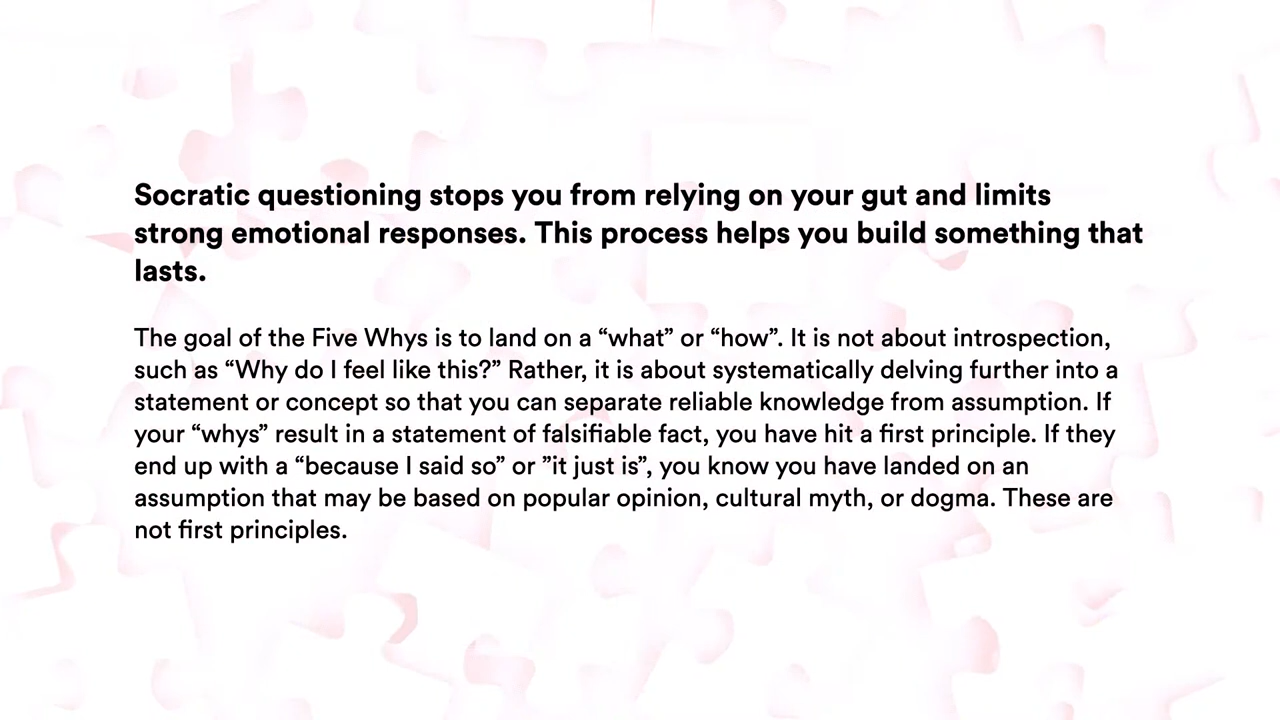 Socratic questioning stops you from relying on your gut and limits
strong emotional responses. This process helps you build something that
lasts.
The goal of the Five Whys is to land on a “what” or “how”. It is not about introspection,
such as “Why do I feel like this?” Rather, it is about systematically delving further into a
statement or concept so that you can separate reliable knowledge from assumption. If
your “whys” result in a statement of falsifiable fact, you have hit a first principle. If they
end up with a “because I said so” or ”it just is”, you know you have landed on an
assumption that may be based on popular opinion, cultural myth, or dogma. These are
not first principles.